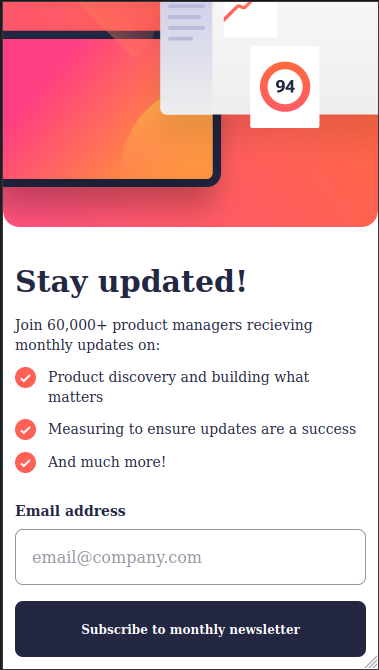 94
Stay updated!
Join 60,000+ product managers recieving
monthly updates on:
Product discovery and building what
matters
Measuring to ensure updates are a success
And much more!
Email address
email@company.com
Subscribe to monthly newsletter